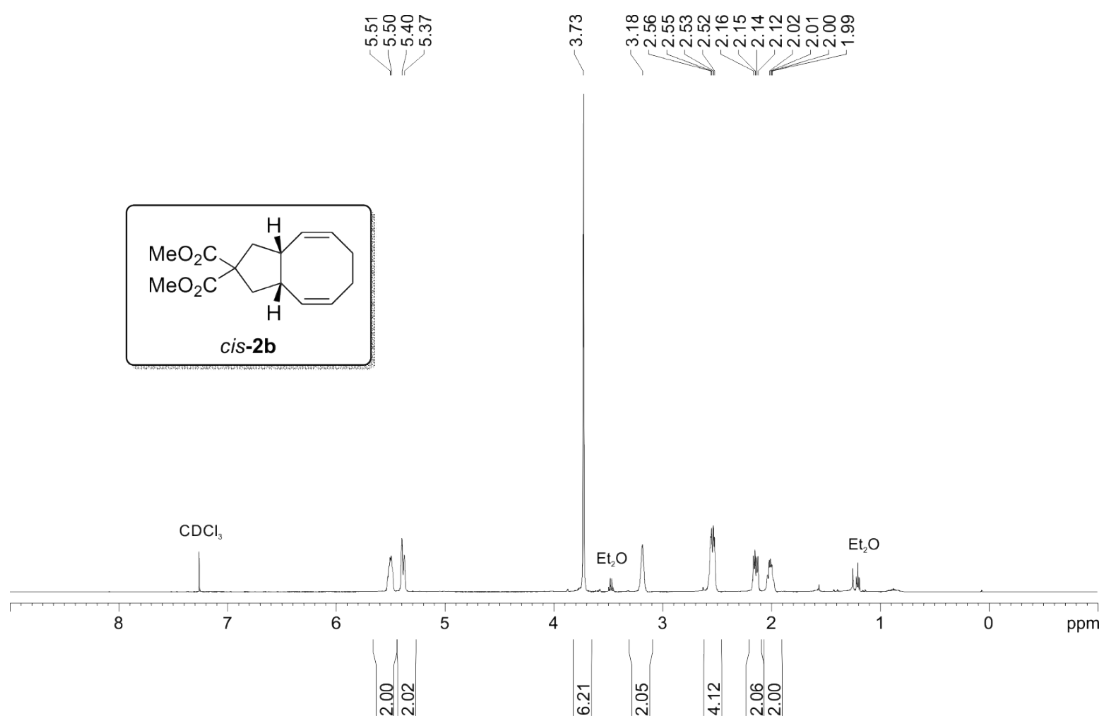 5.51
5.50
5.40
5.37
3.73
3.18
2.56
2.55
2.53
2.52
2.16
2.15
2.14
2.12
2.02
2.01
2.00
1.99
H
MeO₂C
MeO₂C
H
cis-2b
CDCl₃
Et₂O
Et₂O
8 7 6 5 4 3 2 1 0 ppm
2.00
2.02
6.21
2.05
4.12
2.06
2.00